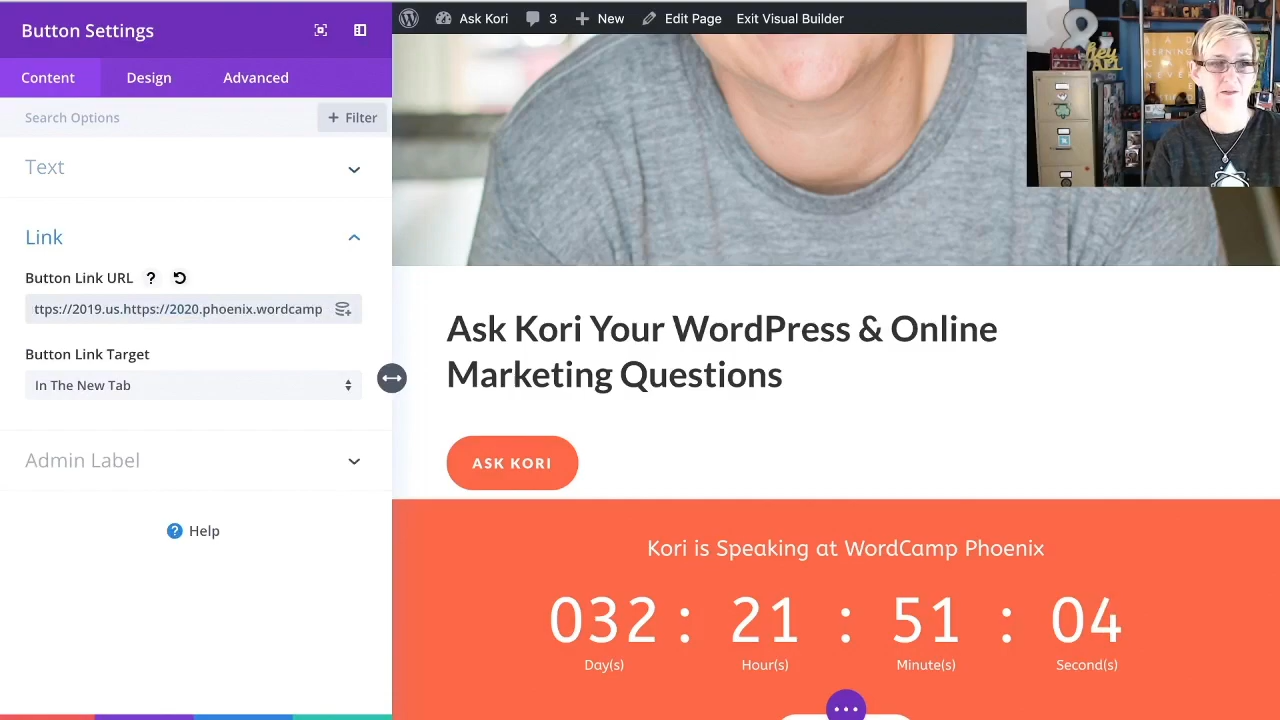 Button Settings
Ask Kori
3
New
Edit Page
Exit Visual Builder
Content
Design
Advanced
Search Options
+ Filter
Text
Link
Button Link URL
?
ttps://2019.us.https://2020.phoenix.wordcamp
Button Link Target
In The New Tab
Admin Label
? Help
Ask Kori Your WordPress & Online
Marketing Questions
ASK KORI
Kori is Speaking at WordCamp Phoenix
032 : 21 : 51 : 04
Day(s) Hour(s) Minute(s) Second(s)